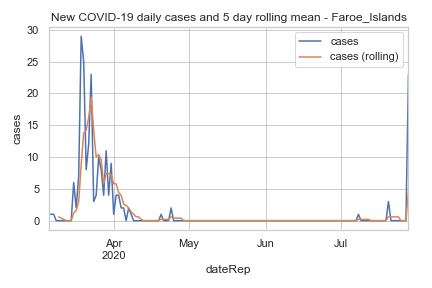 New COVID-19 daily cases and 5 day rolling mean - Faroe_Islands
cases
cases (rolling)
30
25
20
15
10
5
0
cases
Apr
2020
May
Jun
Jul
dateRep